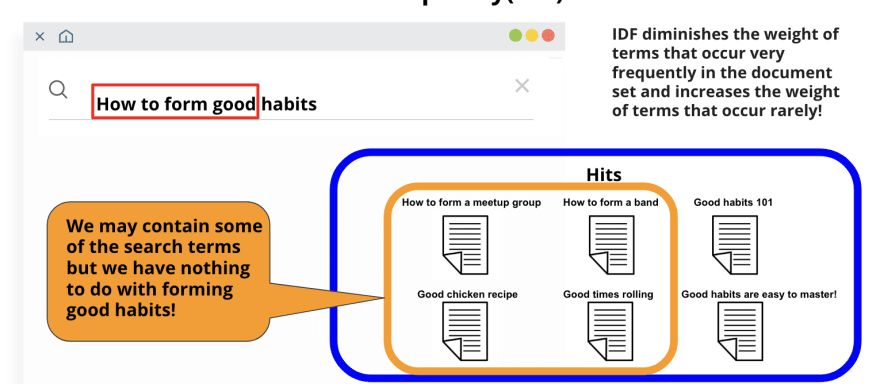 How to form good habits
IDF diminishes the weight of
terms that occur very
frequently in the document
set and increases the weight
of terms that occur rarely!
Hits
How to form a meetup group
How to form a band
Good habits 101
We may contain some
of the search terms
but we have nothing
to do with forming
good habits!
Good chicken recipe
Good times rolling
Good habits are easy to master!